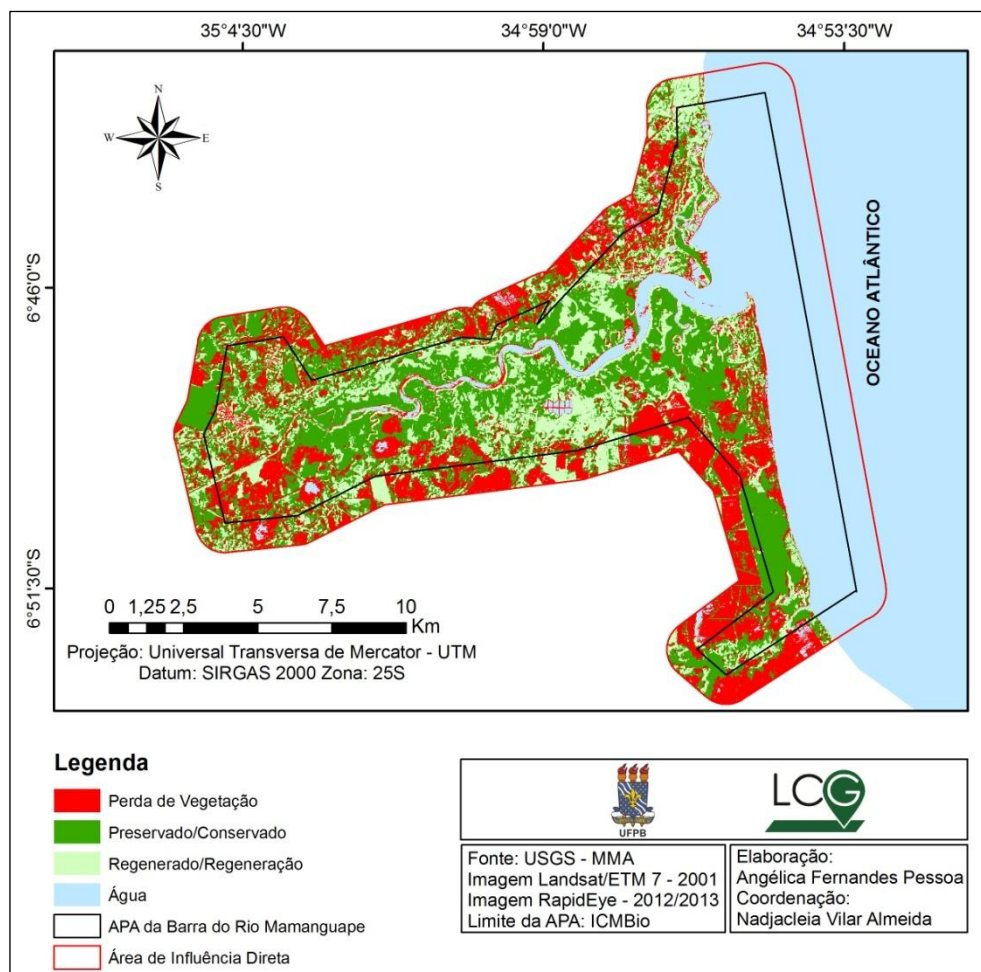 35°4'30"W
34°59'0"W
34°53'30"W
N
W
E
S
6°46'0"S
6°51'30"S
OCEANO ATLÂNTICO
0 1,25 2,5 5 7,5 10
Km
Projeção: Universal Transversa de Mercator - UTM
Datum: SIRGAS 2000 Zona: 25S
Legenda
Perda de Vegetação
Preservado/Conservado
Regenerado/Regeneração
Água
APA da Barra do Rio Mamanguape
Área de Influência Direta
UFPB
LCG
Fonte: USGS - MMA
Imagem Landsat/ETM 7 - 2001
Imagem RapidEye - 2012/2013
Limite da APA: ICMBio
Elaboração:
Angélica Fernandes Pessoa
Coordenação:
Nadjacleia Vilar Almeida